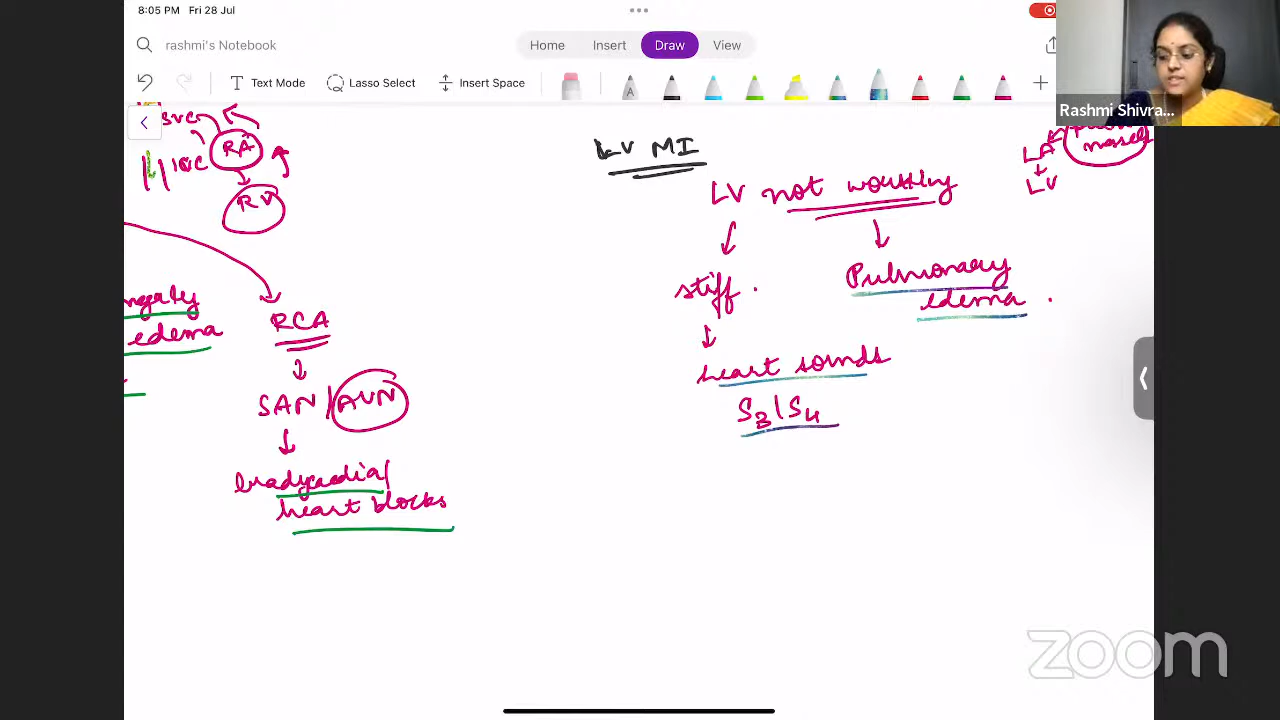 8:05 PM Fri 28 Jul
rashmi's Notebook
Home Insert Draw View
Text Mode Lasso Select Insert Space
Rashmi Shivra...
SVC
IVC
RA
RV
edema
RCA
SAN / AVN
bradycardia/
heart blocks
LV MI
LV not working
stiff.
Pulmonary
edema.
heart sounds
S3 / S4
LA
LV
zoom